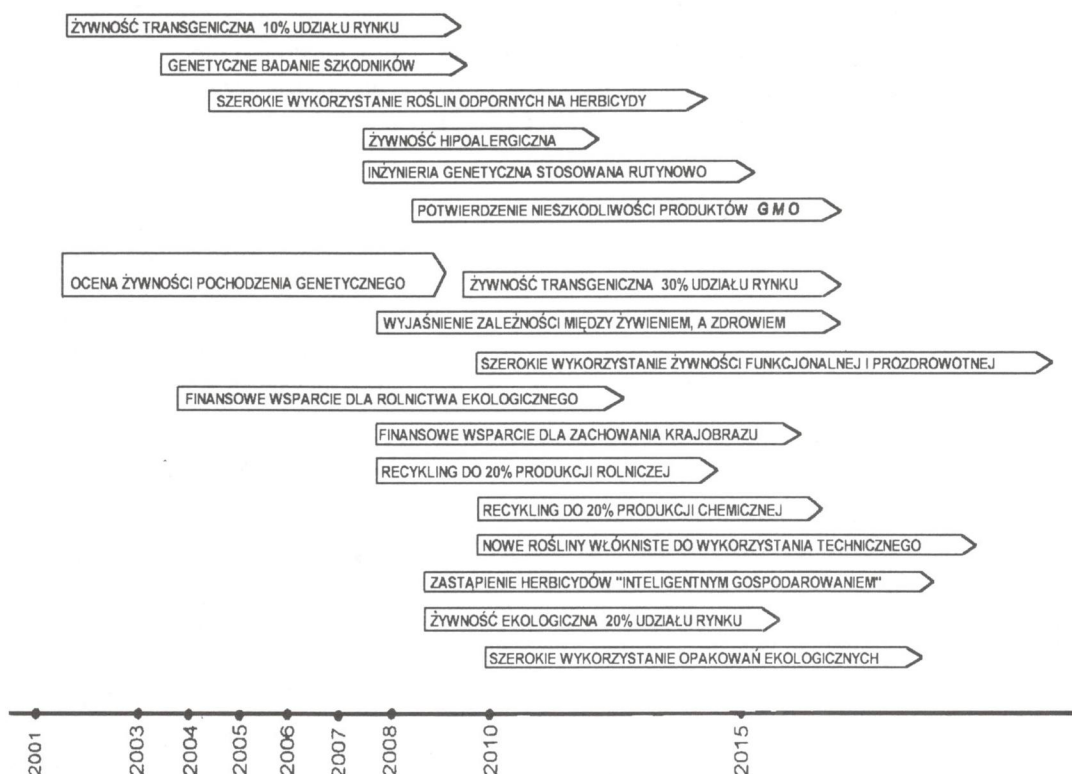 ŻYWNOŚĆ TRANSGENICZNA 10% UDZIAŁU RYNKU
GENETYCZNE BADANIE SZKODNIKÓW
SZEROKIE WYKORZYSTANIE ROŚLIN ODPORNYCH NA HERBICYDY
ŻYWNOŚĆ HIPOALERGICZNA
INŻYNIERIA GENETYCZNA STOSOWANA RUTYNOWO
POTWIERDZENIE NIESZKODLIWOŚCI PRODUKTÓW GMO
OCENA ŻYWNOŚCI POCHODZENIA GENETYCZNEGO
ŻYWNOŚĆ TRANSGENICZNA 30% UDZIAŁU RYNKU
WYJAŚNIENIE ZALEŻNOŚCI MIĘDZY ŻYWIENIEM, A ZDROWIEM
SZEROKIE WYKORZYSTANIE ŻYWNOŚCI FUNKCJONALNEJ I PROZDROWOTNEJ
FINANSOWE WSPARCIE DLA ROLNICTWA EKOLOGICZNEGO
FINANSOWE WSPARCIE DLA ZACHOWANIA KRAJOBRAZU
RECYKLING DO 20% PRODUKCJI ROLNICZEJ
RECYKLING DO 20% PRODUKCJI CHEMICZNEJ
NOWE ROŚLINY WŁÓKNISTE DO WYKORZYSTANIA TECHNICZNEGO
ZASTĄPIENIE HERBICYDÓW "INTELIGENTNYM GOSPODAROWANIEM"
ŻYWNOŚĆ EKOLOGICZNA 20% UDZIAŁU RYNKU
SZEROKIE WYKORZYSTANIE OPAKOWAŃ EKOLOGICZNYCH
2001
2003
2004
2005
2006
2007
2008
2010
2015